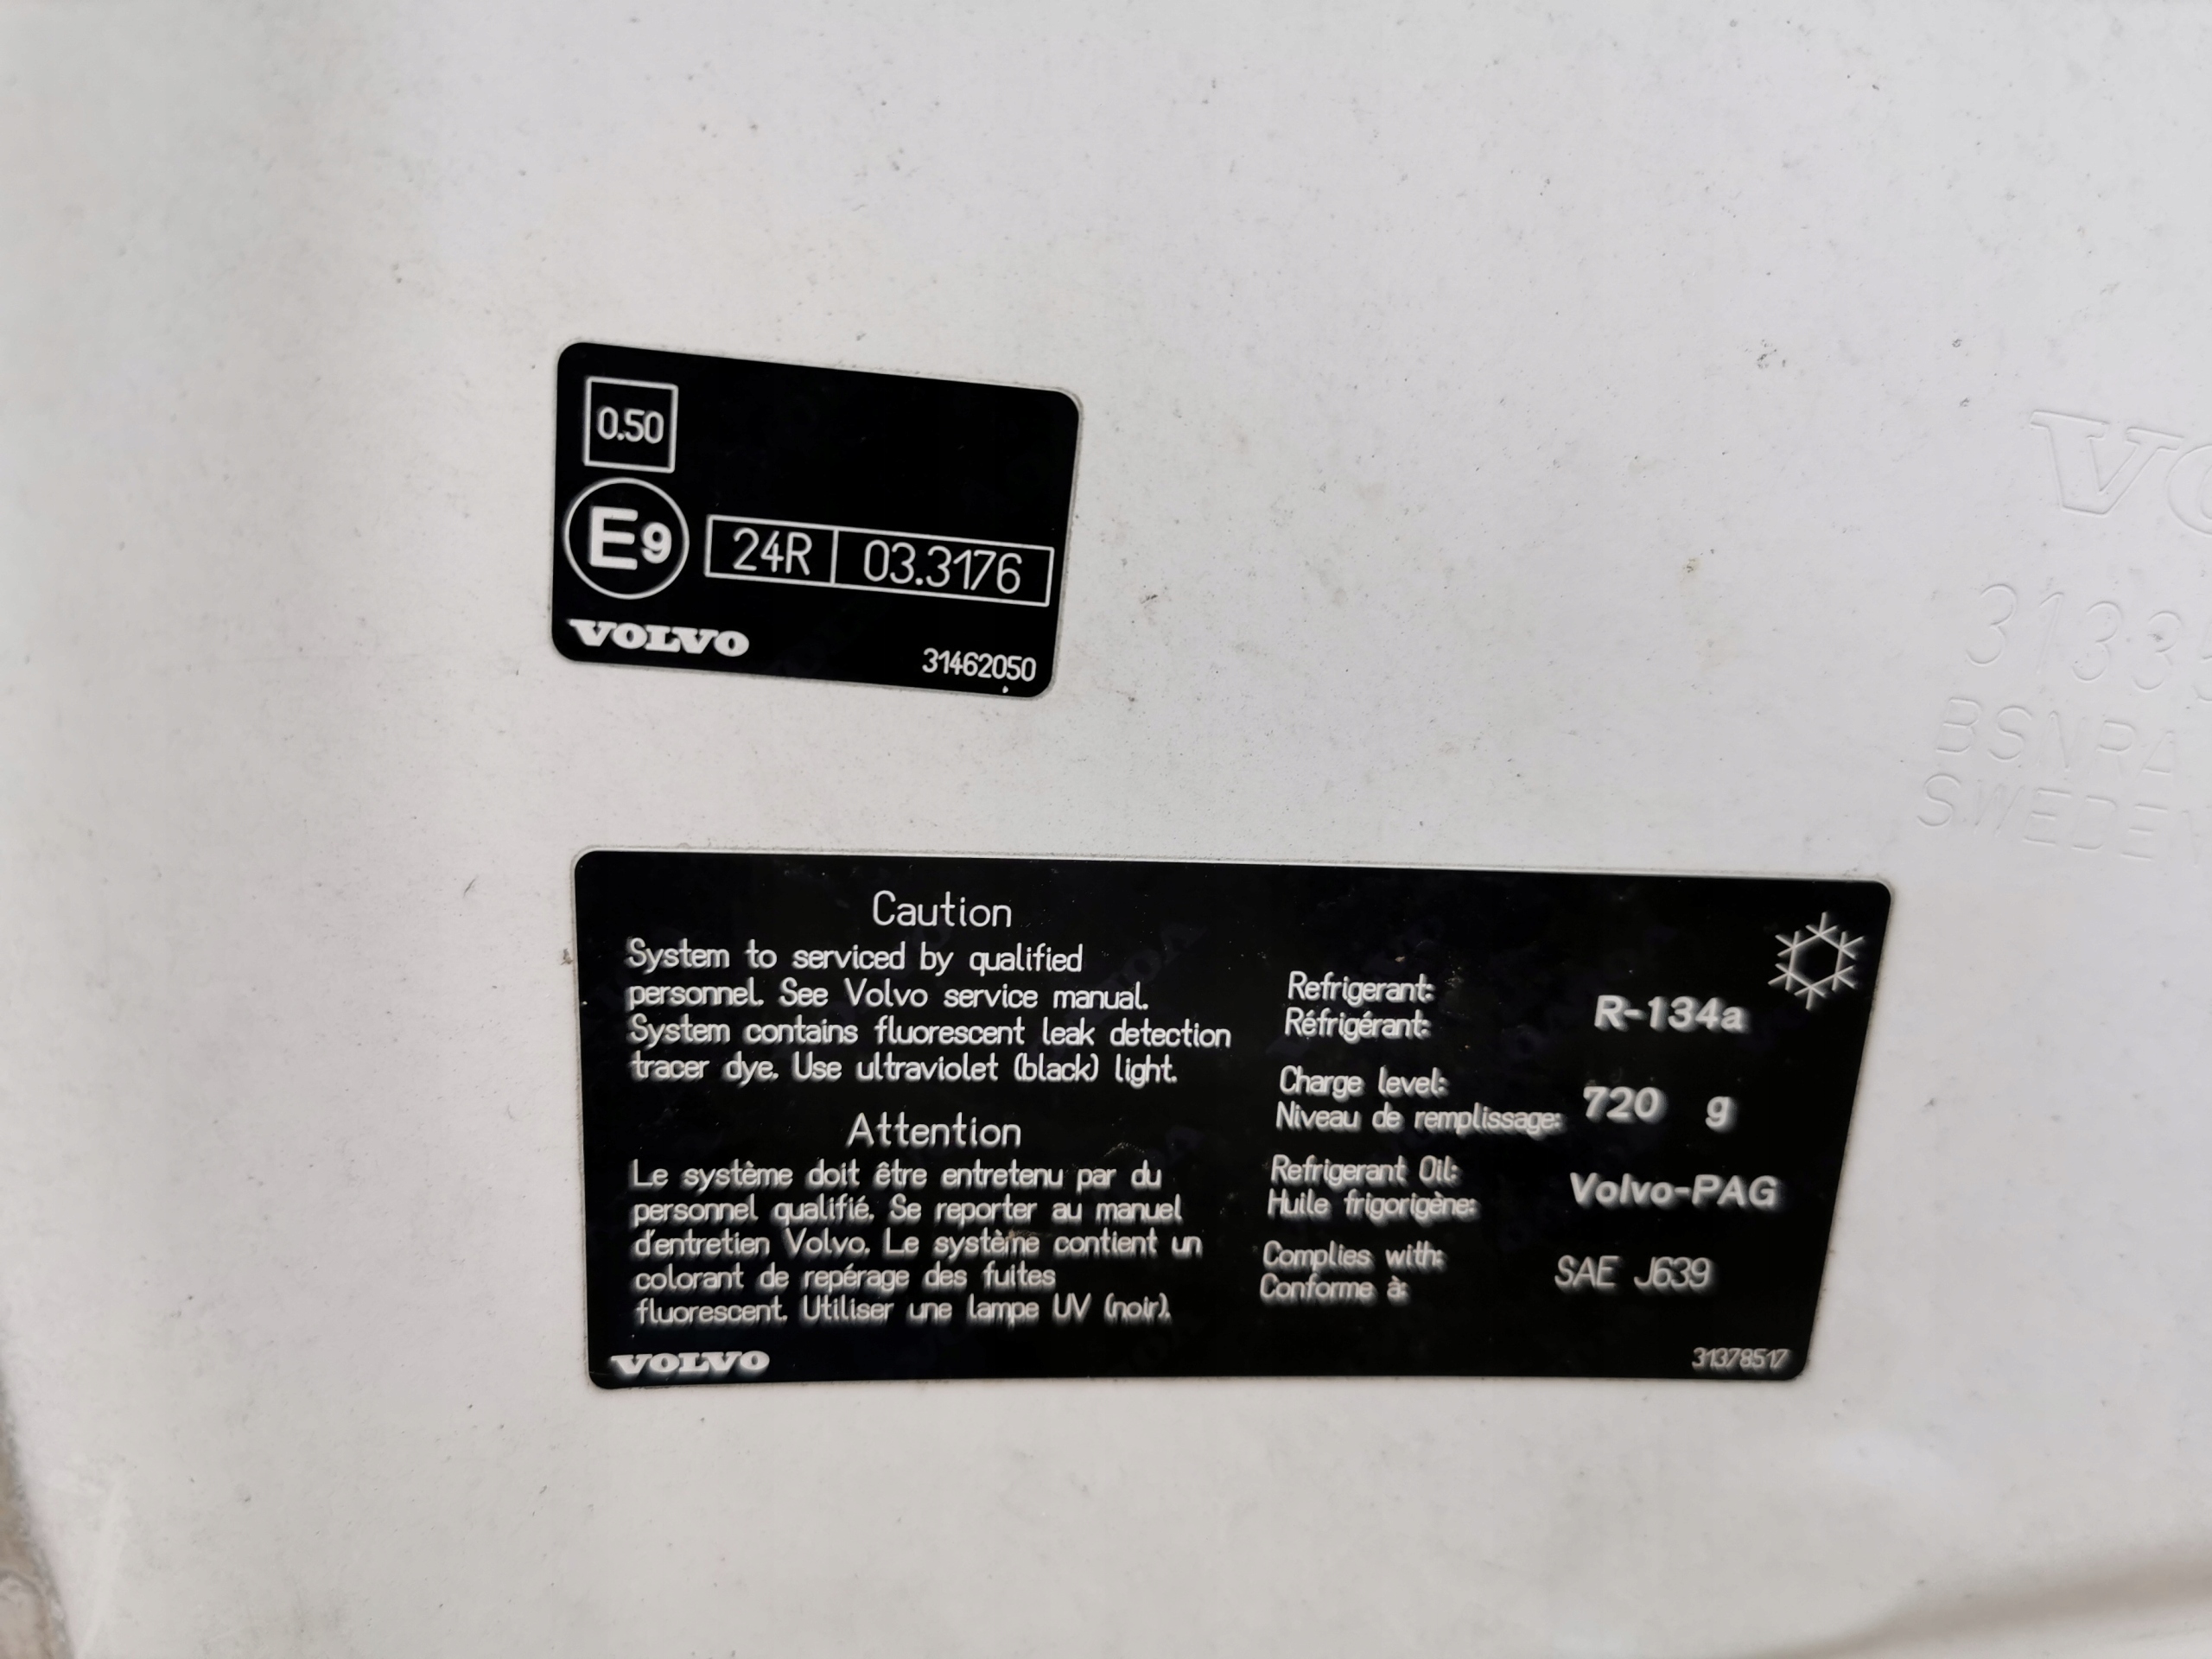 0.50
E9 24R 03.3176
VOLVO 31462050
BSNRA
SWEDEN
Caution
System to serviced by qualified
personnel. See Volvo service manual.
System contains fluorescent leak detection
tracer dye. Use ultraviolet (black) light.
Attention
Le système doit être entretenu par du
personnel qualifié. Se reporter au manuel
d'entretien Volvo. Le système contient un
colorant de repérage des fuites
fluorescent. Utiliser une lampe UV (noir).
VOLVO
Refrigerant:
Réfrigérant: R-134a
Charge level:
Niveau de remplissage: 720 g
Refrigerant Oil:
Huile frigorigène: Volvo-PAG
Complies with:
Conforme à: SAE J639
31378517